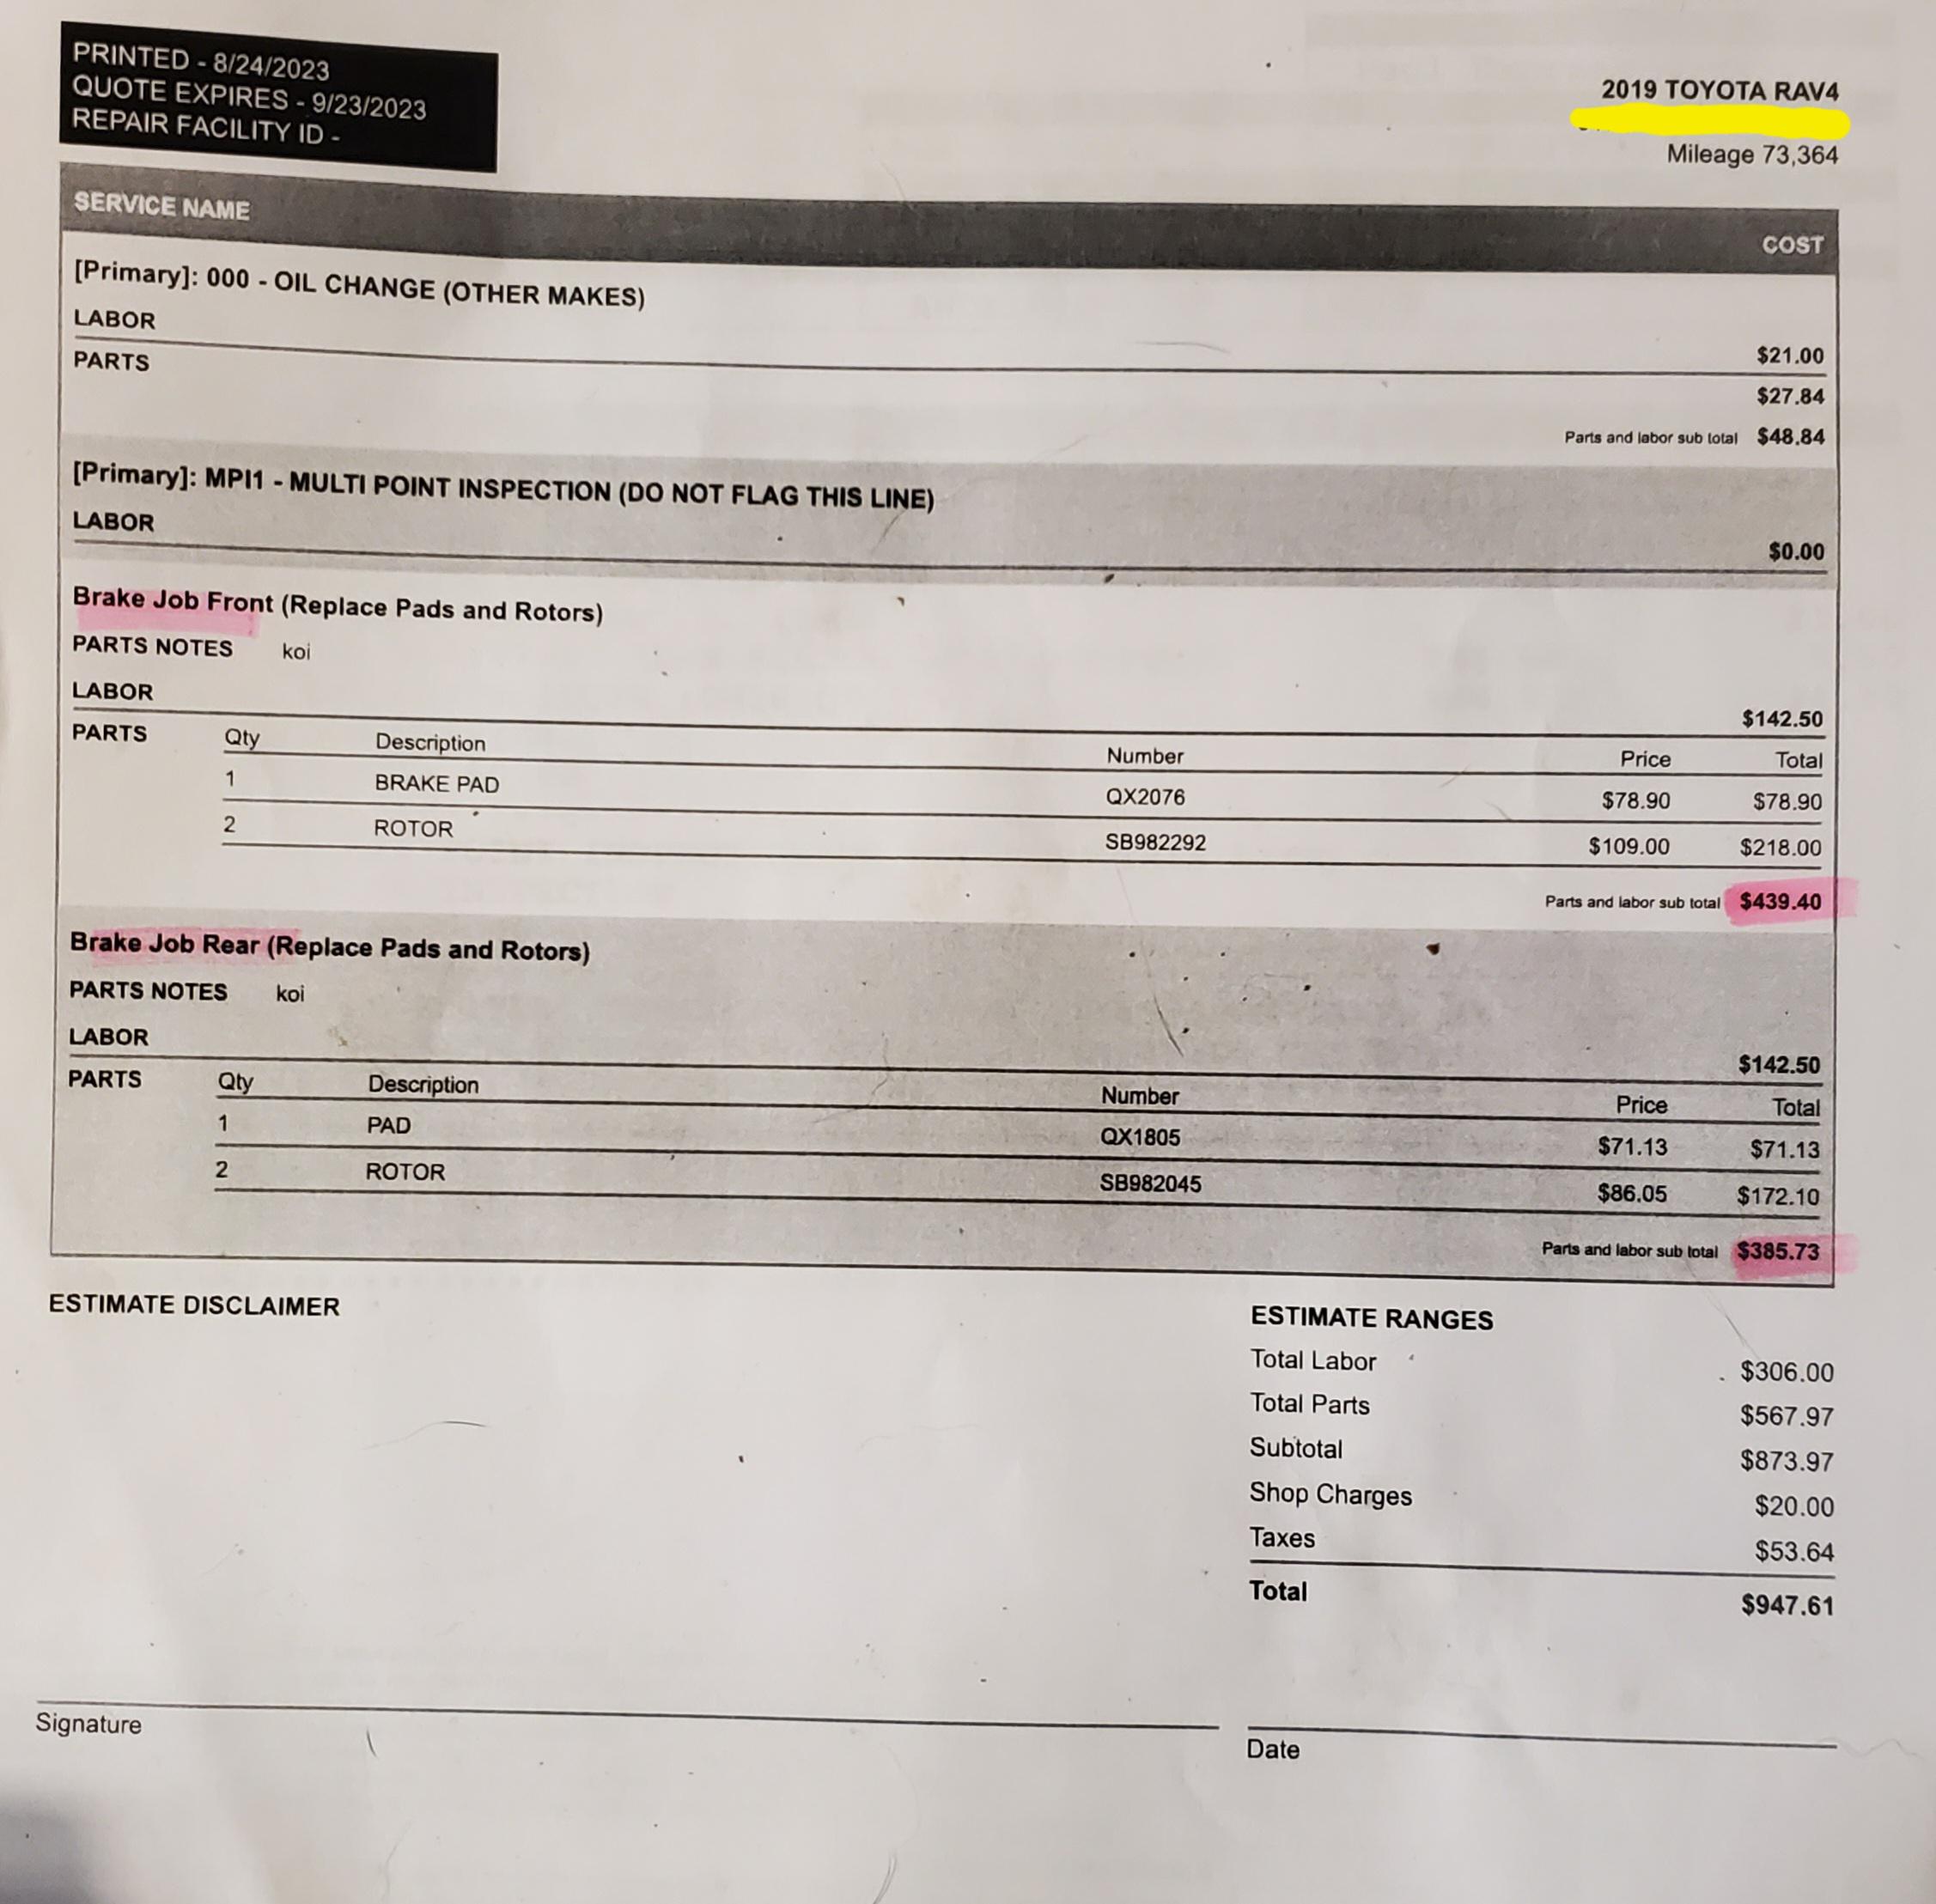 PRINTED - 8/24/2023
QUOTE EXPIRES - 9/23/2023
REPAIR FACILITY ID -
2019 TOYOTA RAV4
Mileage 73,364
SERVICE NAME COST
[Primary]: 000 - OIL CHANGE (OTHER MAKES)
LABOR $21.00
PARTS $27.84
Parts and labor sub total $48.84
[Primary]: MPI1 - MULTI POINT INSPECTION (DO NOT FLAG THIS LINE)
LABOR $0.00
Brake Job Front (Replace Pads and Rotors)
PARTS NOTES koi
LABOR $142.50
PARTS Qty Description Number Price Total
1 BRAKE PAD QX2076 $78.90 $78.90
2 ROTOR SB982292 $109.00 $218.00
Parts and labor sub total $439.40
Brake Job Rear (Replace Pads and Rotors)
PARTS NOTES koi
LABOR $142.50
PARTS Qty Description Number Price Total
1 PAD QX1805 $71.13 $71.13
2 ROTOR SB982045 $86.05 $172.10
Parts and labor sub total $385.73
ESTIMATE DISCLAIMER
ESTIMATE RANGES
Total Labor $306.00
Total Parts $567.97
Subtotal $873.97
Shop Charges $20.00
Taxes $53.64
Total $947.61
Signature
Date